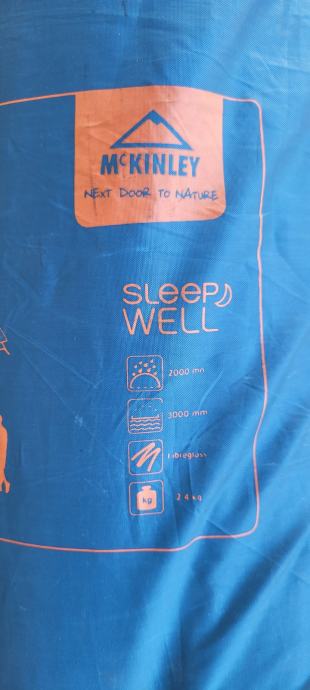 McKINLEY
NEXT DOOR TO NATURE
SLEEP
WELL
2000 mm
3000 mm
Fibreglass
kg 2.4 kg